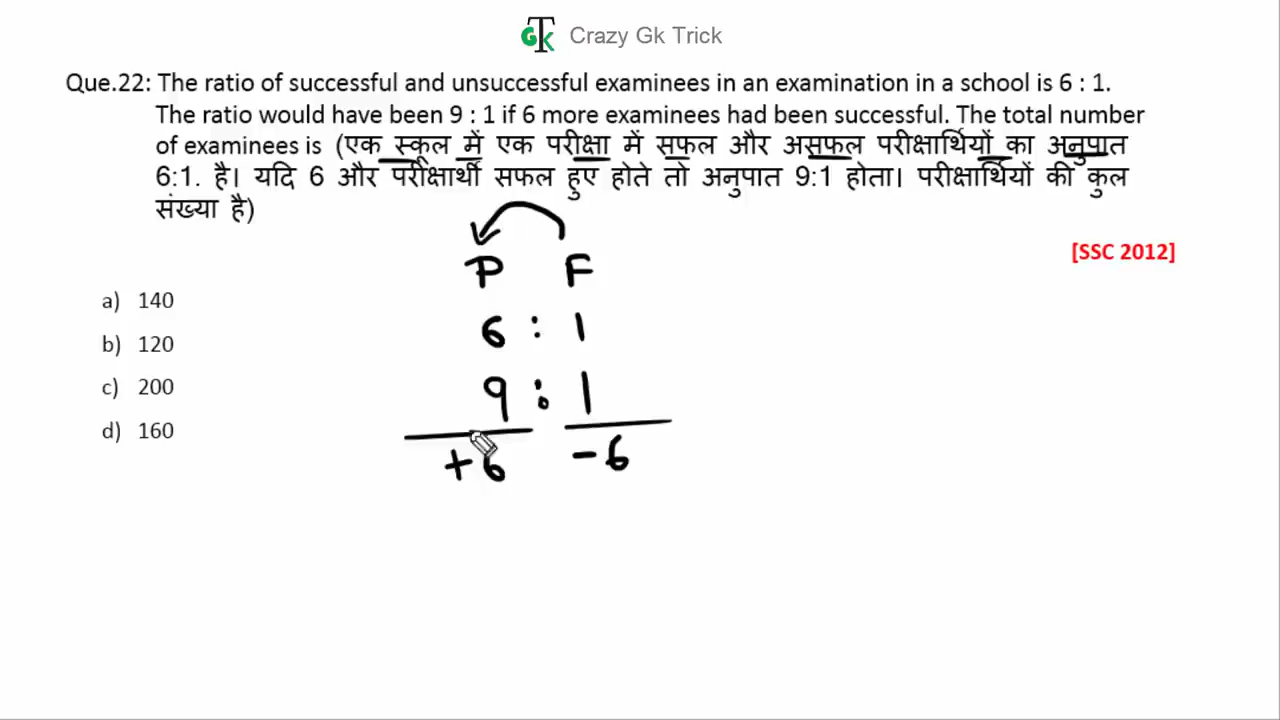 GTK Crazy Gk Trick
Que.22: The ratio of successful and unsuccessful examinees in an examination in a school is 6 : 1.
The ratio would have been 9 : 1 if 6 more examinees had been successful. The total number
of examinees is (एक स्कूल में एक परीक्षा में सफल और असफल परीक्षार्थियों का अनुपात
6:1. है। यदि 6 और परीक्षार्थी सफल हुए होते तो अनुपात 9:1 होता। परीक्षार्थियों की कुल
संख्या है)
[SSC 2012]
P F
a) 140
6 : 1
b) 120
c) 200
9 : 1
d) 160
+6 -6